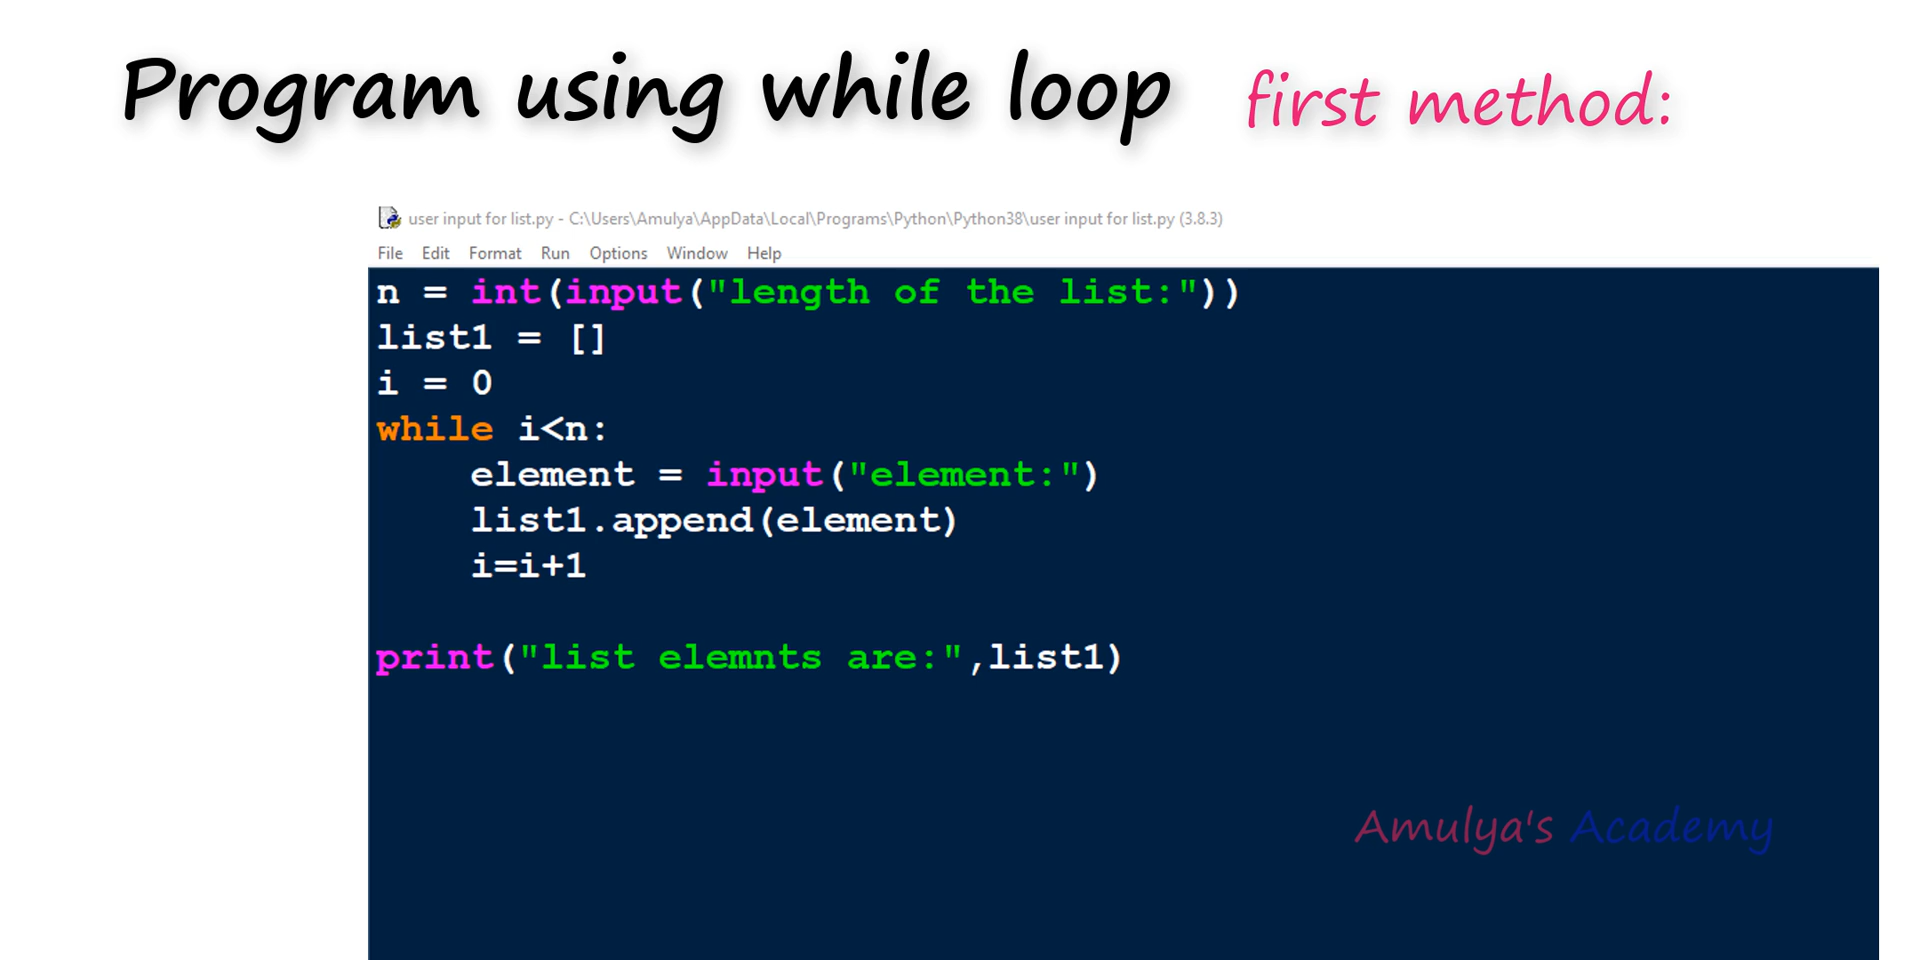 Program using while loop first method:
user input for list.py - C:\Users\Amulya\AppData\Local\Programs\Python\Python38\user input for list.py (3.8.3)
File Edit Format Run Options Window Help
n = int(input("length of the list:"))
list1 = []
i = 0
while i<n:
    element = input("element:")
    list1.append(element)
    i=i+1
print("list elemnts are:",list1)
Amulya's Academy